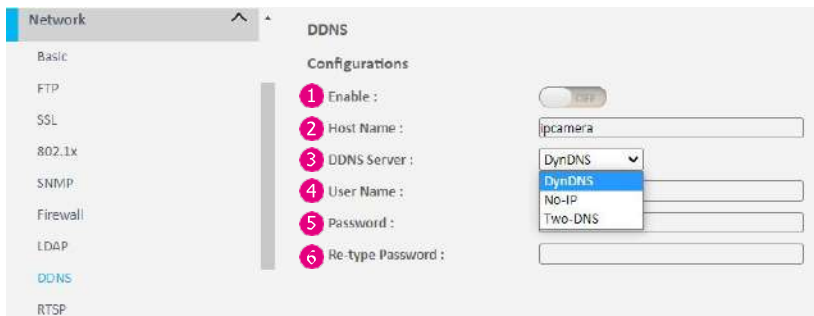 Network
Basic
FTP
SSL
802.1x
SNMP
Firewall
LDAP
DDNS
RTSP
DDNS
Configurations
1 Enable : OFF
2 Host Name : ipcamera
3 DDNS Server : DynDNS
DynDNS
No-IP
Two-DNS
4 User Name :
5 Password :
6 Re-type Password :